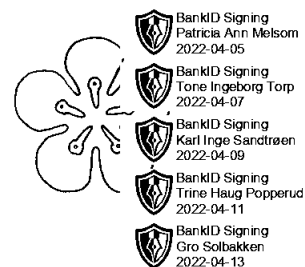 BankID Signing
Patricia Ann Melsom
2022-04-05
BankID Signing
Tone Ingeborg Torp
2022-04-07
BankID Signing
Karl Inge Sandtrøen
2022-04-09
BankID Signing
Trine Haug Popperud
2022-04-11
BankID Signing
Gro Solbakken
2022-04-13